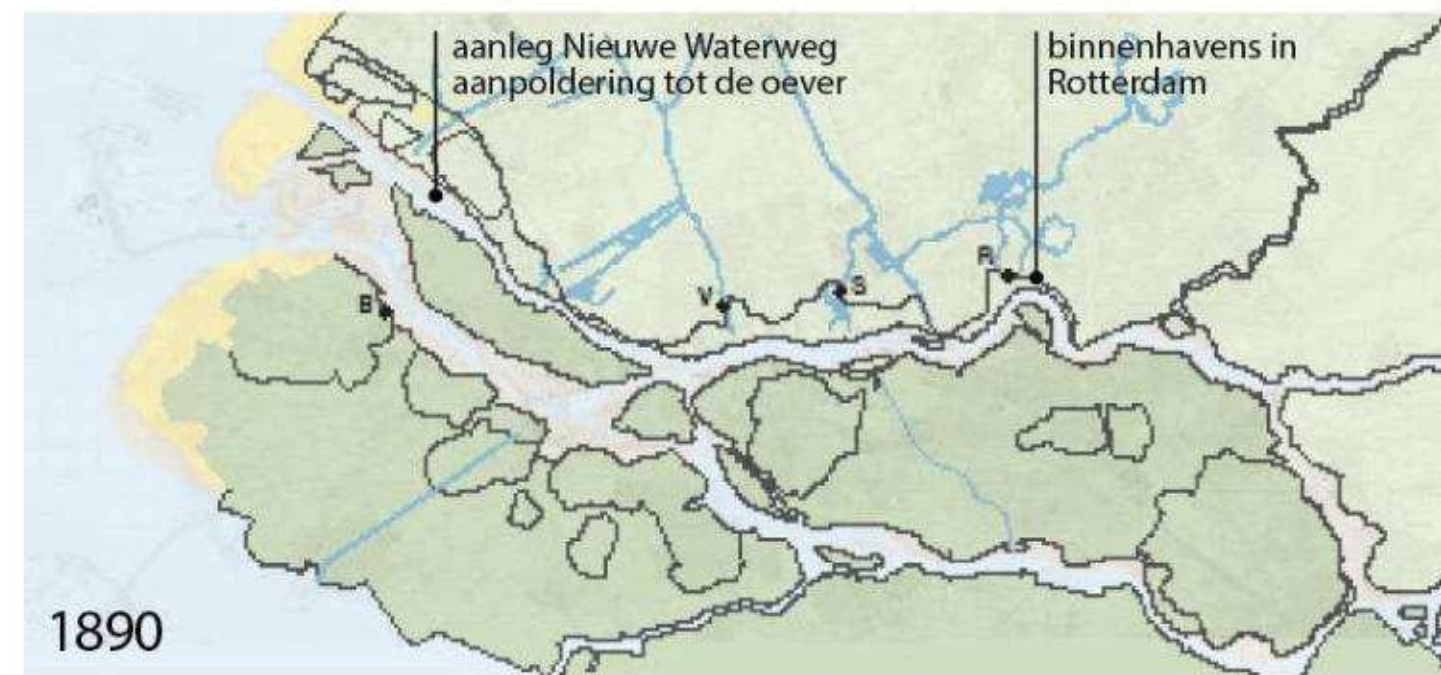 aanleg Nieuwe Waterweg
aanpoldering tot de oever
binnenhavens in
Rotterdam
R
S
V
B
1890